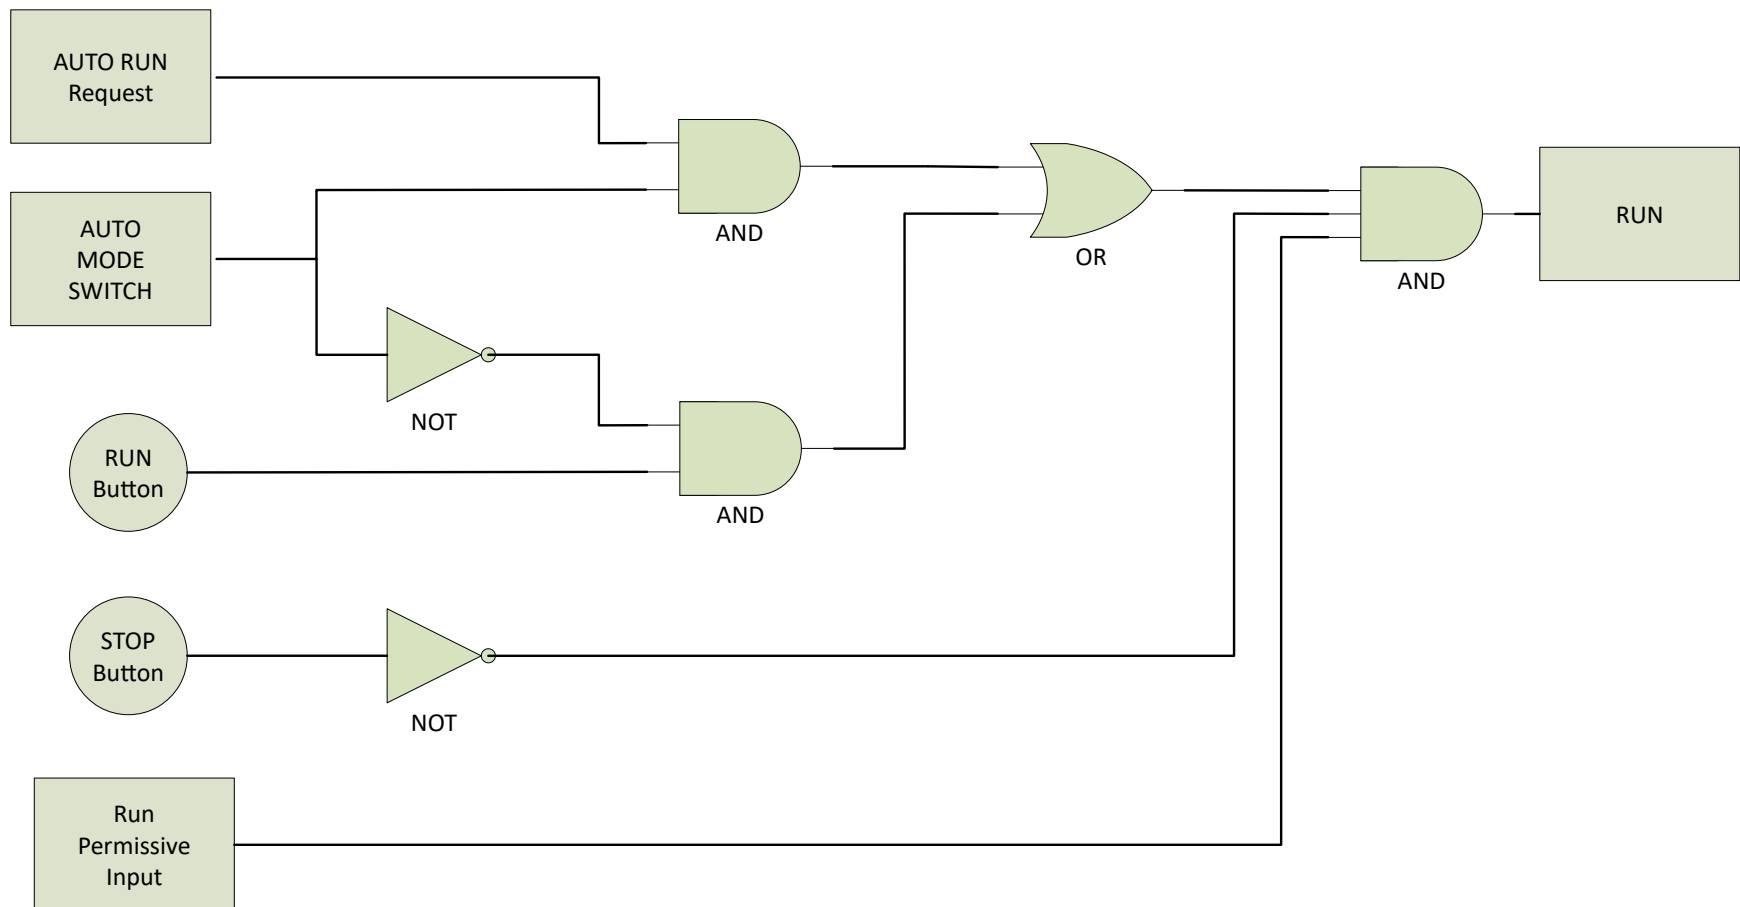 AUTO RUN
Request
AND
OR
AND
RUN
AUTO
MODE
SWITCH
NOT
RUN
Button
AND
STOP
Button
NOT
Run
Permissive
Input